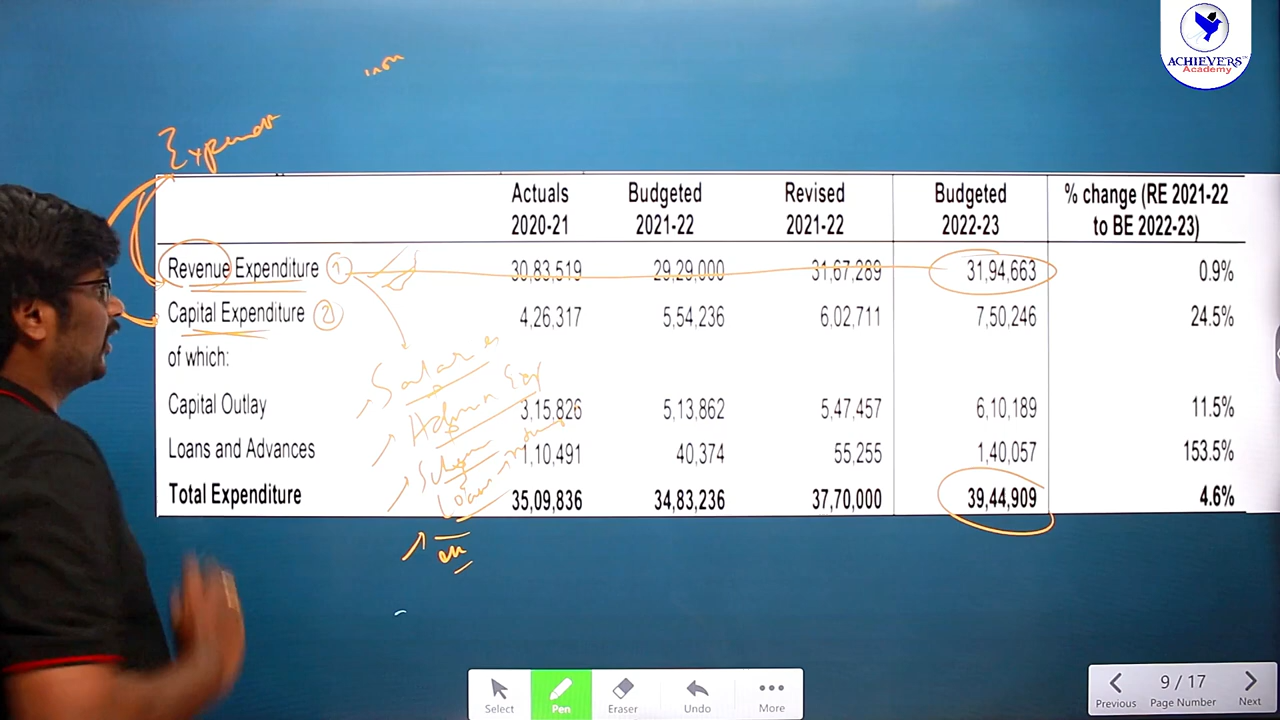 ACHIEVERS
Academy
Actuals 2020-21 Budgeted 2021-22 Revised 2021-22 Budgeted 2022-23 % change (RE 2021-22 to BE 2022-23)
Revenue Expenditure 1 30,83,519 29,29,000 31,67,289 31,94,663 0.9%
Capital Expenditure 2 4,26,317 5,54,236 6,02,711 7,50,246 24.5%
of which:
Capital Outlay 3,15,826 5,13,862 5,47,457 6,10,189 11.5%
Loans and Advances 1,10,491 40,374 55,255 1,40,057 153.5%
Total Expenditure 35,09,836 34,83,236 37,70,000 39,44,909 4.6%
Select Pen Eraser Undo More
9 / 17
Previous Page Number Next